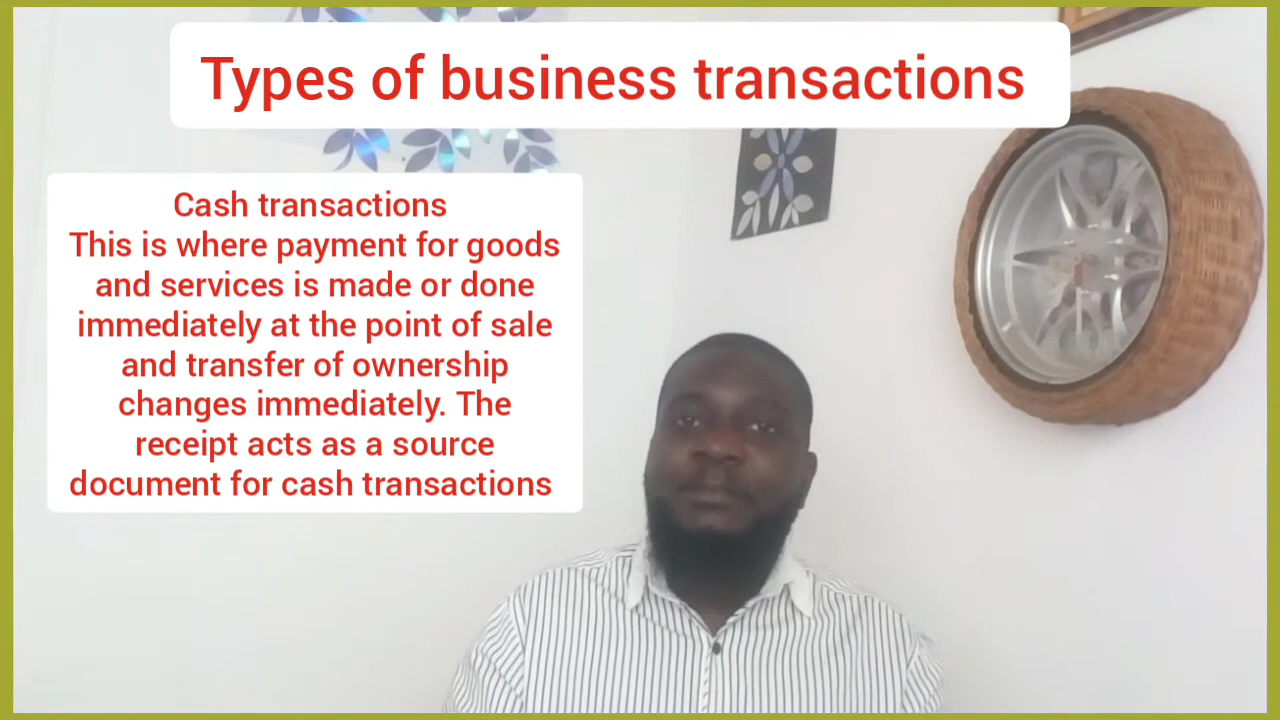 Types of business transactions
Cash transactions
This is where payment for goods
and services is made or done
immediately at the point of sale
and transfer of ownership
changes immediately. The
receipt acts as a source
document for cash transactions